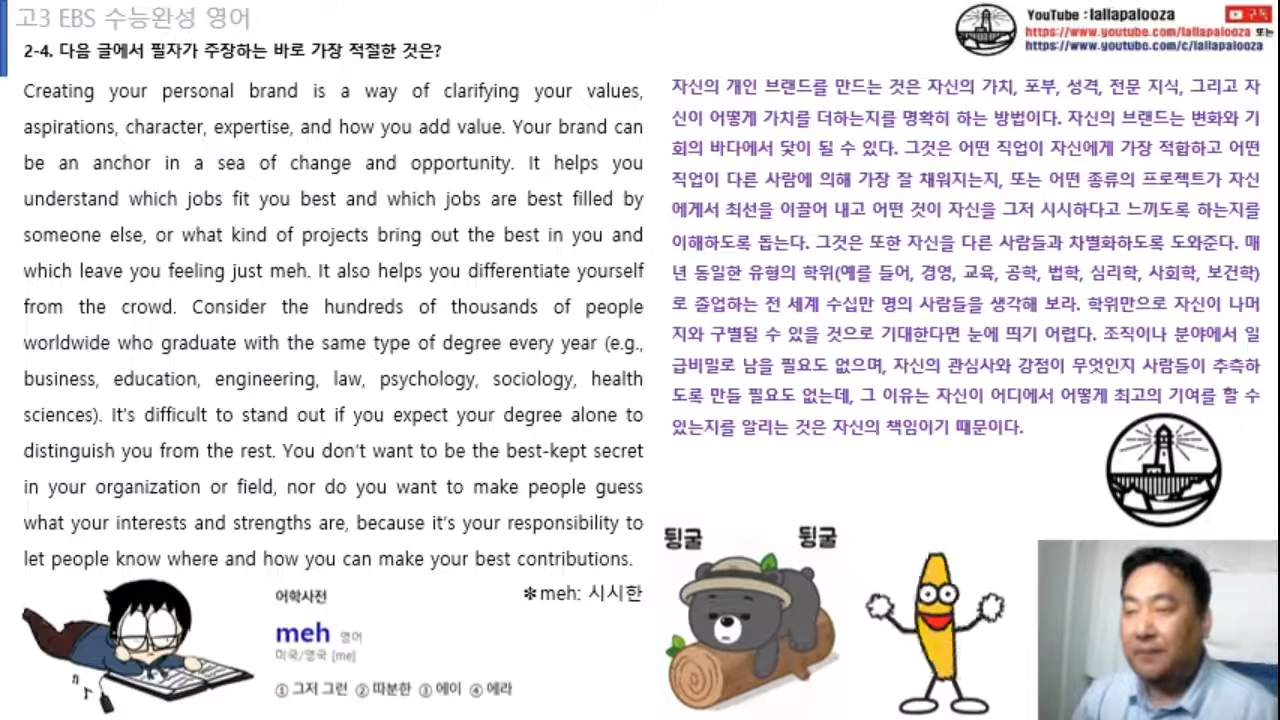 고3 EBS 수능완성 영어
YouTube : lallapalooza
구독
https://www.youtube.com/lallapalooza 또는
https://www.youtube.com/c/lallapalooza
2-4. 다음 글에서 필자가 주장하는 바로 가장 적절한 것은?
Creating your personal brand is a way of clarifying your values,
aspirations, character, expertise, and how you add value. Your brand can
be an anchor in a sea of change and opportunity. It helps you
understand which jobs fit you best and which jobs are best filled by
someone else, or what kind of projects bring out the best in you and
which leave you feeling just meh. It also helps you differentiate yourself
from the crowd. Consider the hundreds of thousands of people
worldwide who graduate with the same type of degree every year (e.g.,
business, education, engineering, law, psychology, sociology, health
sciences). It's difficult to stand out if you expect your degree alone to
distinguish you from the rest. You don't want to be the best-kept secret
in your organization or field, nor do you want to make people guess
what your interests and strengths are, because it's your responsibility to
let people know where and how you can make your best contributions.
✻meh: 시시한
자신의 개인 브랜드를 만드는 것은 자신의 가치, 포부, 성격, 전문 지식, 그리고 자
신이 어떻게 가치를 더하는지를 명확히 하는 방법이다. 자신의 브랜드는 변화와 기
회의 바다에서 닻이 될 수 있다. 그것은 어떤 직업이 자신에게 가장 적합하고 어떤
직업이 다른 사람에 의해 가장 잘 채워지는지, 또는 어떤 종류의 프로젝트가 자신
에게서 최선을 이끌어 내고 어떤 것이 자신을 그저 시시하다고 느끼도록 하는지를
이해하도록 돕는다. 그것은 또한 자신을 다른 사람들과 차별화하도록 도와준다. 매
년 동일한 유형의 학위(예를 들어, 경영, 교육, 공학, 법학, 심리학, 사회학, 보건학)
로 졸업하는 전 세계 수십만 명의 사람들을 생각해 보라. 학위만으로 자신이 나머
지와 구별될 수 있을 것으로 기대한다면 눈에 띄기 어렵다. 조직이나 분야에서 일
급비밀로 남을 필요도 없으며, 자신의 관심사와 강점이 무엇인지 사람들이 추측하
도록 만들 필요도 없는데, 그 이유는 자신이 어디에서 어떻게 최고의 기여를 할 수
있는지를 알리는 것은 자신의 책임이기 때문이다.
어학사전
meh 영어
미국/영국 [me]
① 그저 그런 ② 따분한 ③ 에이 ④ 에라
뒹굴
뒹굴